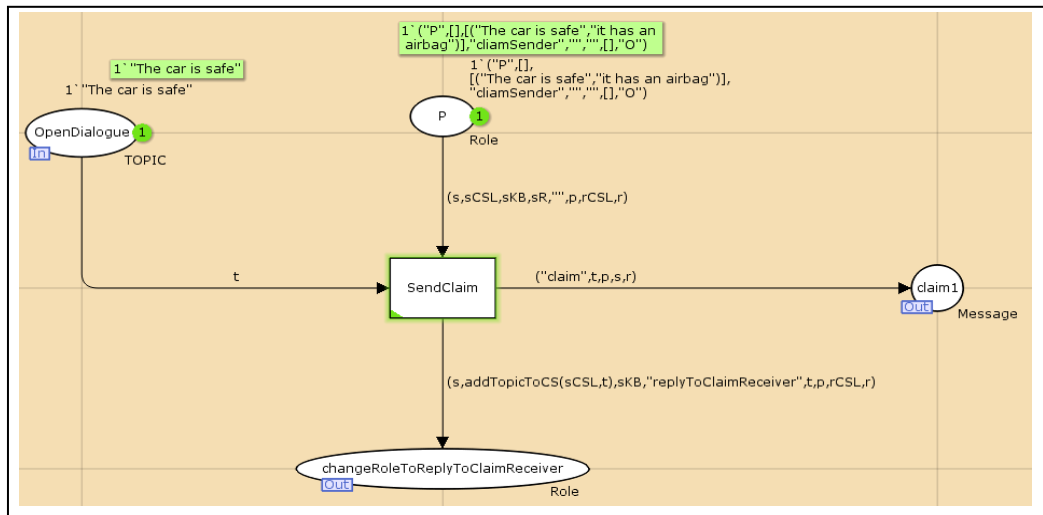 1`("P",[],[("The car is safe","it has an
airbag")],"cliamSender","","",[],"O")
1`("P",[],
[("The car is safe","it has an airbag")],
"cliamSender","","",[],"O")
1`"The car is safe"
1`"The car is safe"
OpenDialogue
1
In
TOPIC
P
1
Role
(s,sCSL,sKB,sR,"",p,rCSL,r)
t
SendClaim
("claim",t,p,s,r)
claim1
Out
Message
(s,addTopicToCS(sCSL,t),sKB,"replyToClaimReceiver",t,p,rCSL,r)
changeRoleToReplyToClaimReceiver
Out
Role